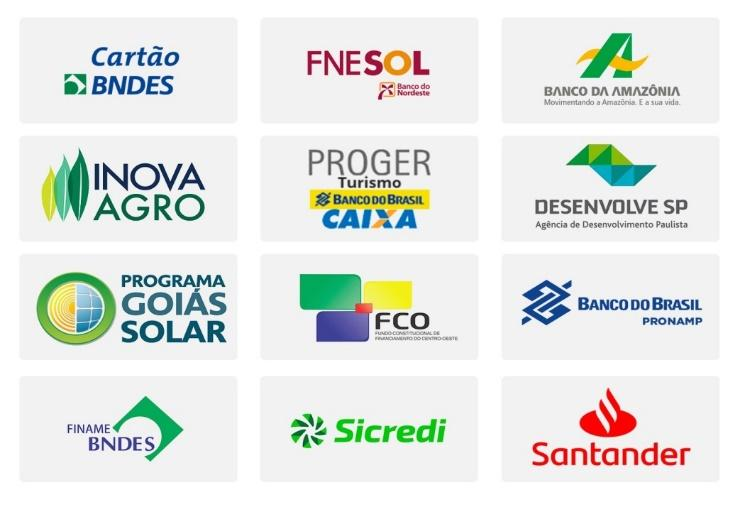 Cartão
BNDES
FNESOL
Banco do
Nordeste
BANCO DA AMAZÔNIA
Movimentando a Amazônia. E a sua vida.
INOVA
AGRO
PROGER
Turismo
BANCO DO BRASIL
CAIXA
DESENVOLVE SP
Agência de Desenvolvimento Paulista
PROGRAMA
GOIÁS
SOLAR
FCO
FUNDO CONSTITUCIONAL DE
FINANCIAMENTO DO CENTRO-OESTE
BANCO DO BRASIL
PRONAMP
FINAME
BNDES
Sicredi
Santander